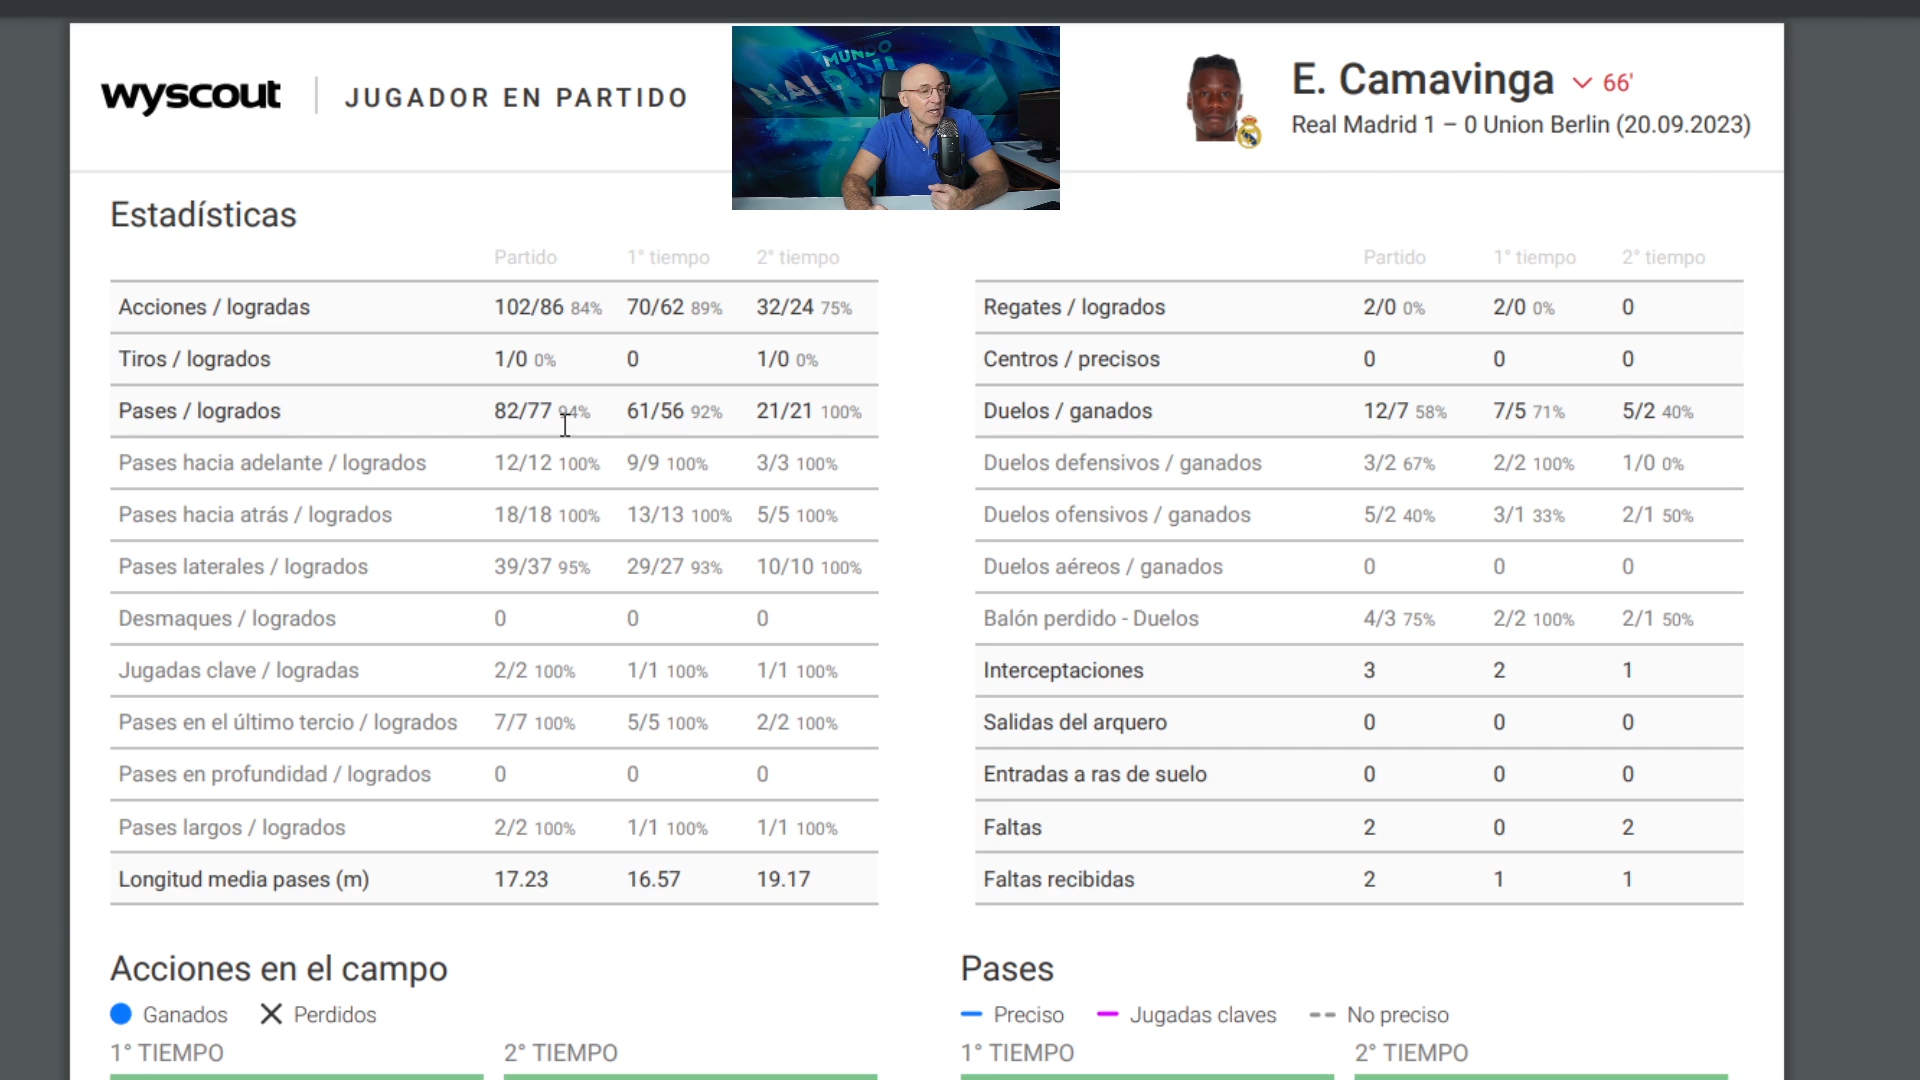 wyscout
JUGADOR EN PARTIDO
MUNDO
MALDINI
E. Camavinga 66'
Real Madrid 1 – 0 Union Berlin (20.09.2023)
Estadísticas
Partido 1° tiempo 2° tiempo
Acciones / logradas 102/86 84% 70/62 89% 32/24 75%
Tiros / logrados 1/0 0% 0 1/0 0%
Pases / logrados 82/77 94% 61/56 92% 21/21 100%
Pases hacia adelante / logrados 12/12 100% 9/9 100% 3/3 100%
Pases hacia atrás / logrados 18/18 100% 13/13 100% 5/5 100%
Pases laterales / logrados 39/37 95% 29/27 93% 10/10 100%
Desmaques / logrados 0 0 0
Jugadas clave / logradas 2/2 100% 1/1 100% 1/1 100%
Pases en el último tercio / logrados 7/7 100% 5/5 100% 2/2 100%
Pases en profundidad / logrados 0 0 0
Pases largos / logrados 2/2 100% 1/1 100% 1/1 100%
Longitud media pases (m) 17.23 16.57 19.17
Partido 1° tiempo 2° tiempo
Regates / logrados 2/0 0% 2/0 0% 0
Centros / precisos 0 0 0
Duelos / ganados 12/7 58% 7/5 71% 5/2 40%
Duelos defensivos / ganados 3/2 67% 2/2 100% 1/0 0%
Duelos ofensivos / ganados 5/2 40% 3/1 33% 2/1 50%
Duelos aéreos / ganados 0 0 0
Balón perdido - Duelos 4/3 75% 2/2 100% 2/1 50%
Interceptaciones 3 2 1
Salidas del arquero 0 0 0
Entradas a ras de suelo 0 0 0
Faltas 2 0 2
Faltas recibidas 2 1 1
Acciones en el campo
Ganados Perdidos
1° TIEMPO 2° TIEMPO
Pases
Preciso Jugadas claves No preciso
1° TIEMPO 2° TIEMPO